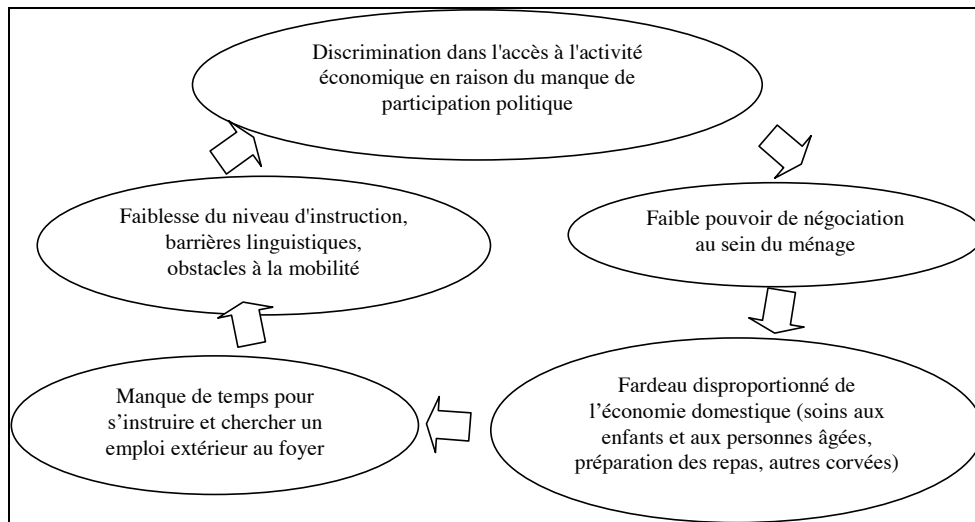 Discrimination dans l'accès à l'activité
économique en raison du manque de
participation politique
Faible pouvoir de négociation
au sein du ménage
Fardeau disproportionné de
l’économie domestique (soins aux
enfants et aux personnes âgées,
préparation des repas, autres corvées)
Manque de temps pour
s’instruire et chercher un
emploi extérieur au foyer
Faiblesse du niveau d'instruction,
barrières linguistiques,
obstacles à la mobilité